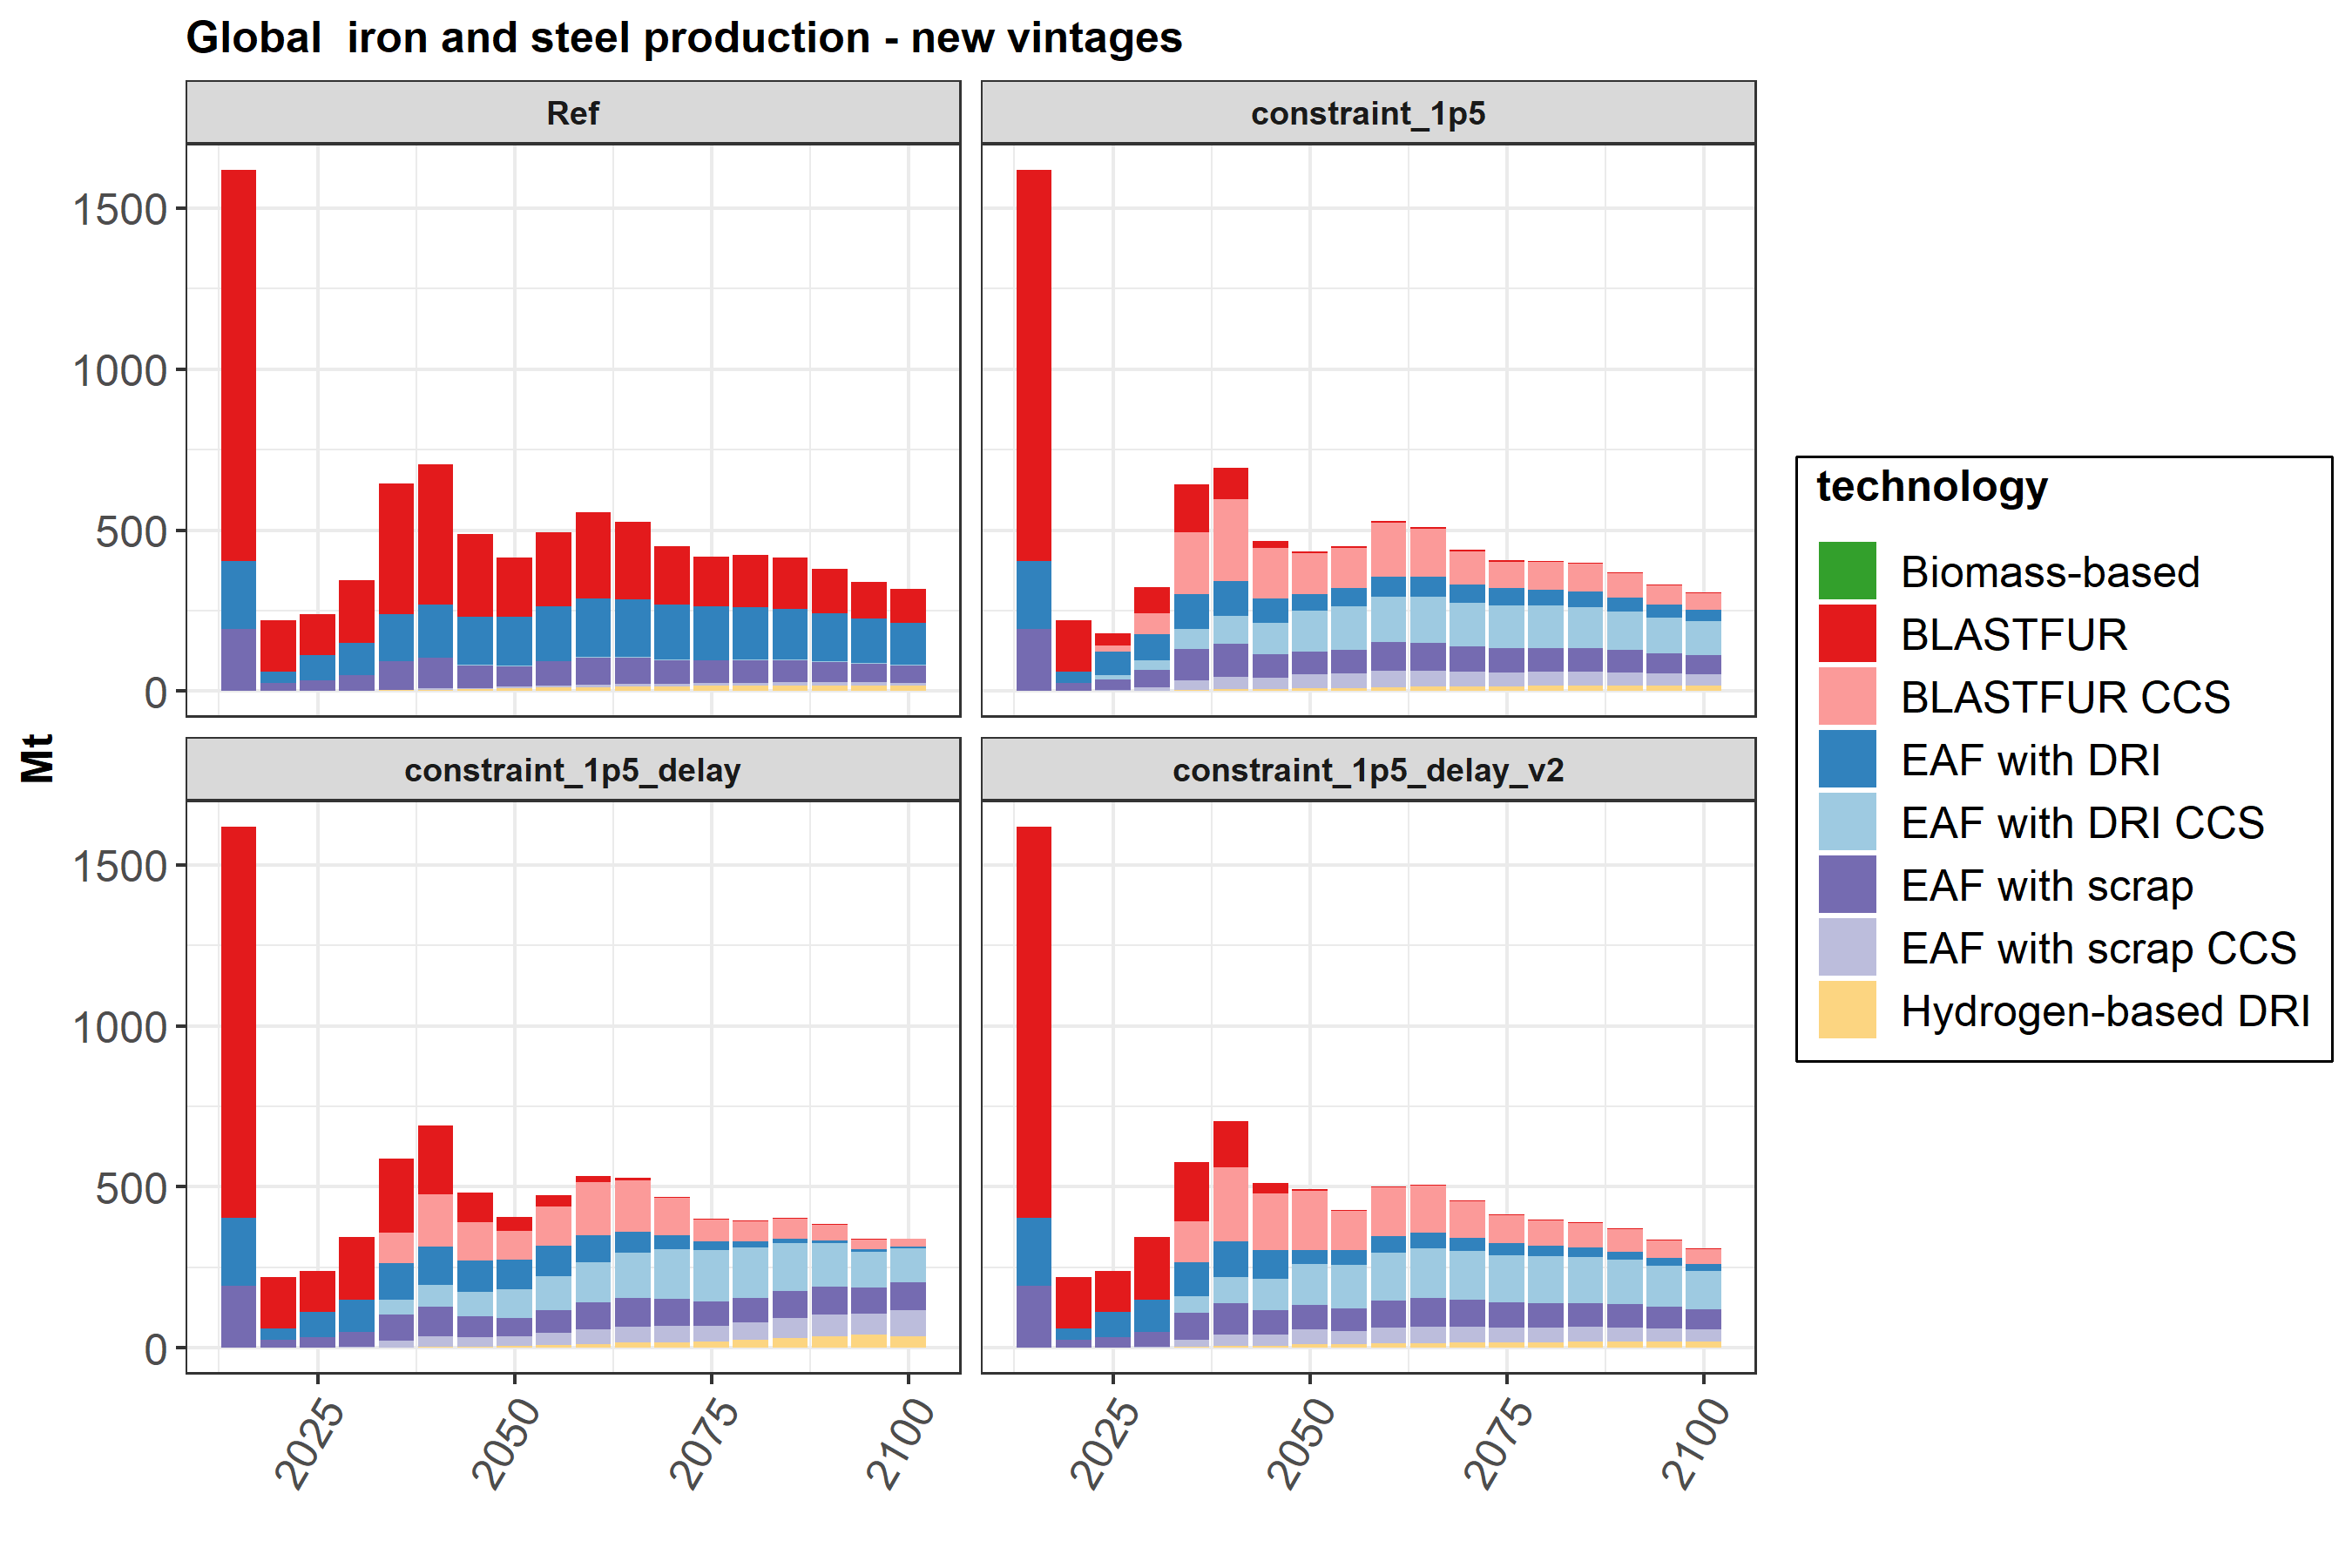 Global  iron and steel production - new vintages
Ref
constraint_1p5
1500
1000
500
0
Mt
constraint_1p5_delay
constraint_1p5_delay_v2
1500
1000
500
0
2025
2050
2075
2100
2025
2050
2075
2100
technology
Biomass-based
BLASTFUR
BLASTFUR CCS
EAF with DRI
EAF with DRI CCS
EAF with scrap
EAF with scrap CCS
Hydrogen-based DRI